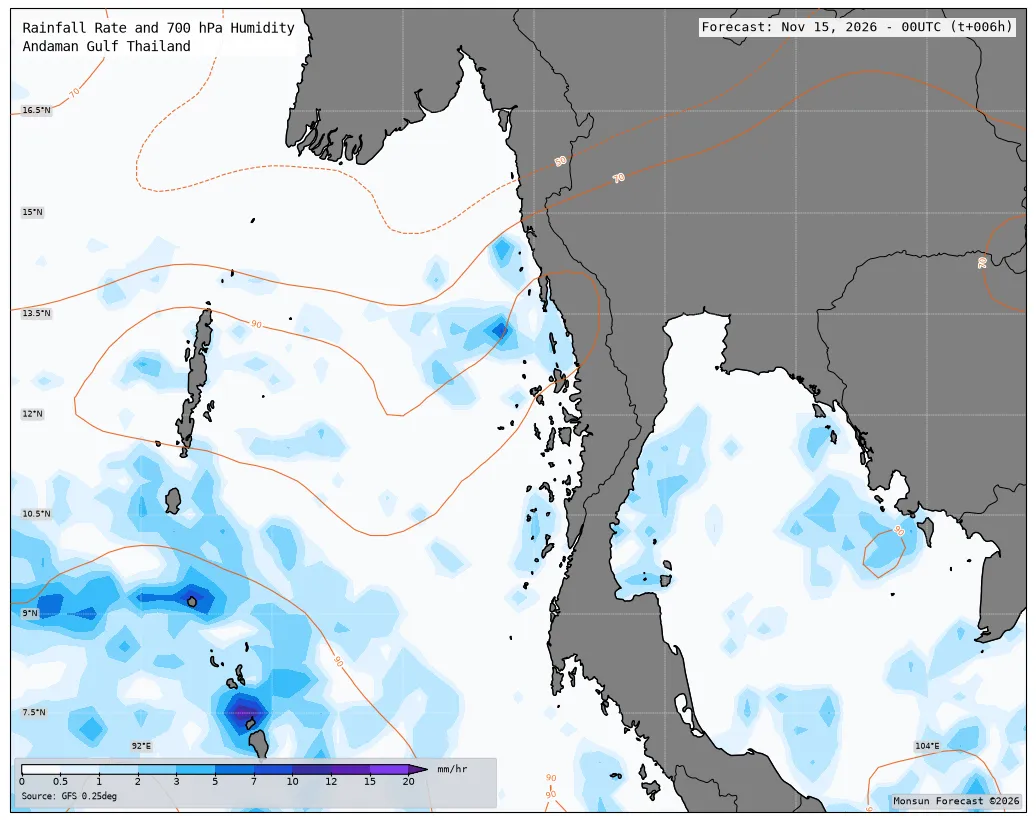 Rainfall Rate and 700 hPa Humidity
Andaman Gulf Thailand
Forecast: Nov 15, 2026 - 00UTC (t+006h)
70
16.5°N
50
70
15°N
70
13.5°N
90
12°N
10.5°N
90
9°N
90
7.5°N
92°E
104°E
0 0.5 1 2 3 5 7 10 12 13 15 20 mm/hr
90
90
Source: GFS 0.25deg
Monsun Forecast ©2026